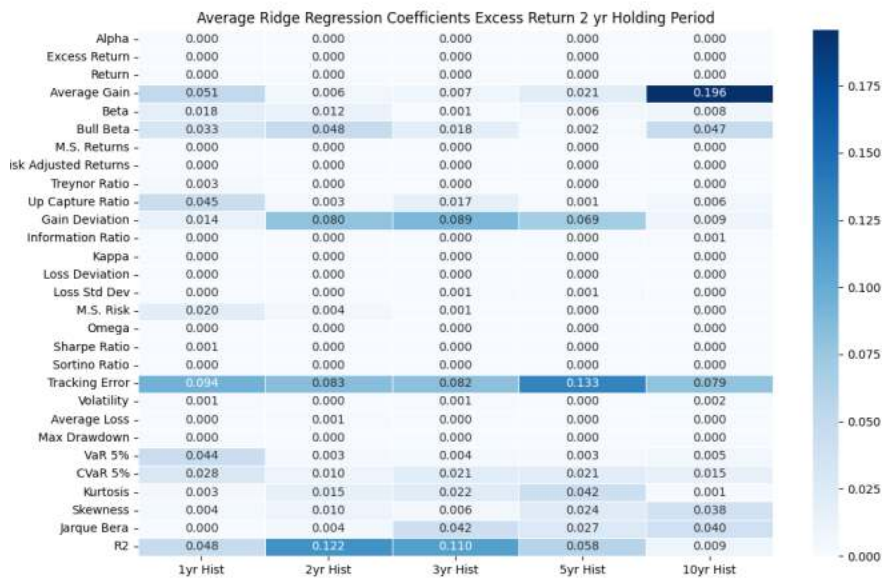 Average Ridge Regression Coefficients Excess Return 2 yr Holding Period
Alpha 0.000 0.000 0.000 0.000 0.000
Excess Return 0.000 0.000 0.000 0.000 0.000
Return 0.000 0.000 0.000 0.000 0.000
Average Gain 0.051 0.006 0.007 0.021 0.196
Beta 0.018 0.012 0.001 0.006 0.008
Bull Beta 0.033 0.048 0.018 0.002 0.047
M.S. Returns 0.000 0.000 0.000 0.000 0.000
isk Adjusted Returns 0.000 0.000 0.000 0.000 0.000
Treynor Ratio 0.003 0.000 0.000 0.000 0.000
Up Capture Ratio 0.045 0.003 0.017 0.001 0.006
Gain Deviation 0.014 0.080 0.089 0.069 0.009
Information Ratio 0.000 0.000 0.000 0.000 0.001
Kappa 0.000 0.000 0.000 0.000 0.000
Loss Deviation 0.000 0.000 0.000 0.000 0.000
Loss Std Dev 0.000 0.000 0.001 0.001 0.000
M.S. Risk 0.020 0.004 0.001 0.000 0.000
Omega 0.000 0.000 0.000 0.000 0.000
Sharpe Ratio 0.001 0.000 0.000 0.000 0.000
Sortino Ratio 0.000 0.000 0.000 0.000 0.000
Tracking Error 0.094 0.083 0.082 0.133 0.079
Volatility 0.001 0.000 0.001 0.000 0.002
Average Loss 0.000 0.001 0.000 0.000 0.000
Max Drawdown 0.000 0.000 0.000 0.000 0.000
VaR 5% 0.044 0.003 0.004 0.003 0.005
CVaR 5% 0.028 0.010 0.021 0.021 0.015
Kurtosis 0.003 0.015 0.022 0.042 0.001
Skewness 0.004 0.010 0.006 0.024 0.038
Jarque Bera 0.000 0.004 0.042 0.027 0.040
R2 0.048 0.122 0.110 0.058 0.009
1yr Hist 2yr Hist 3yr Hist 5yr Hist 10yr Hist
0.175
0.150
0.125
0.100
0.075
0.050
0.025
0.000